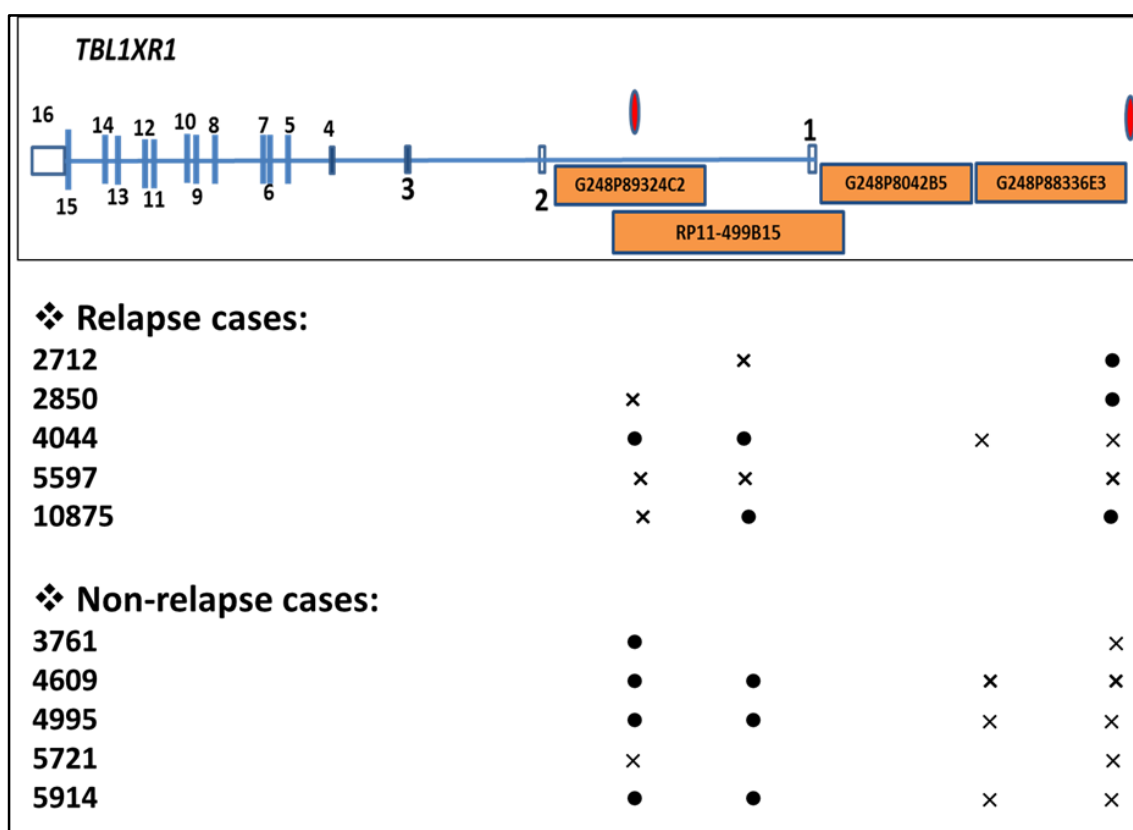 TBL1XR1
16 14 12 10 8 7 5 4 1
15 13 11 9 6 3 2
G248P89324C2 G248P8042B5 G248P88336E3
RP11-499B15
❖ Relapse cases:
2712 × ●
2850 × ●
4044 ● ● × ×
5597 × × ×
10875 × ● ●
❖ Non-relapse cases:
3761 ● ×
4609 ● ● × ×
4995 ● ● × ×
5721 × ×
5914 ● ● × ×